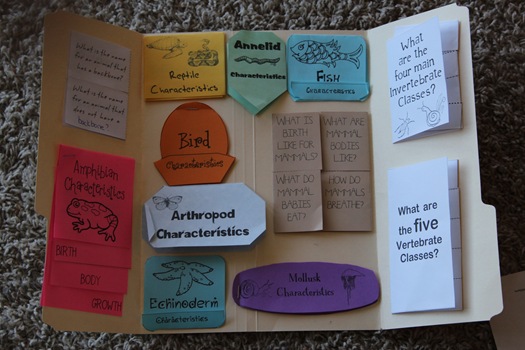 What is the name
for an animal that
has a backbone?
What is the name
for an animal that
does not have a
backbone?
Amphibian
Characteristics
BIRTH
BODY
GROWTH
Reptile
Characteristics
Annelid
Characteristics
FISH
CHARACTERISTICS
Bird
Characteristics
Arthropod
Characteristics
Echinoderm
Characteristics
WHAT IS
BIRTH
LIKE FOR
MAMMALS?
WHAT ARE
MAMMAL
BODIES
LIKE?
WHAT DO
MAMMAL
BABIES
EAT?
HOW DO
MAMMALS
BREATHE?
Mollusk
Characteristics
What
are the
four main
Invertebrate
Classes?
What are
the five
Vertebrate
Classes?